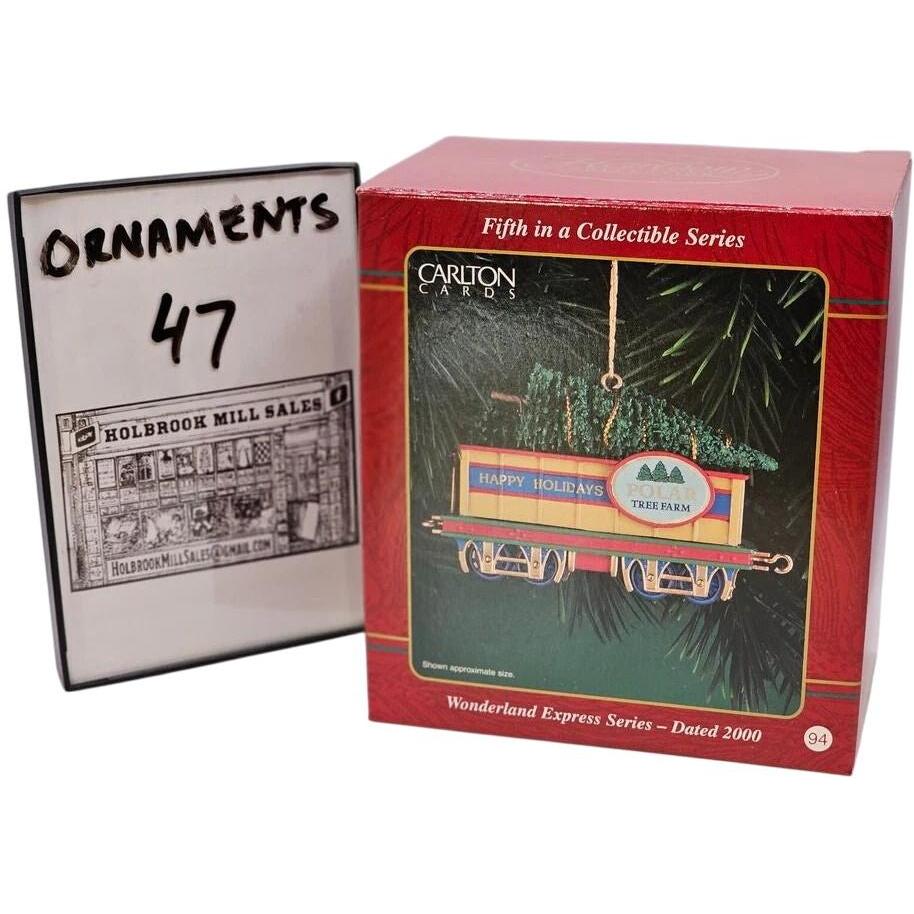 ORNAMENTS
47
HOLBROOK MILL SALES
HOLBROOKMILLSALES@GMAIL.COM
Fifth in a Collectible Series
CARLTON
CARDS
HAPPY HOLIDAYS
POLAR
TREE FARM
Shown approximate size.
Wonderland Express Series – Dated 2000
94